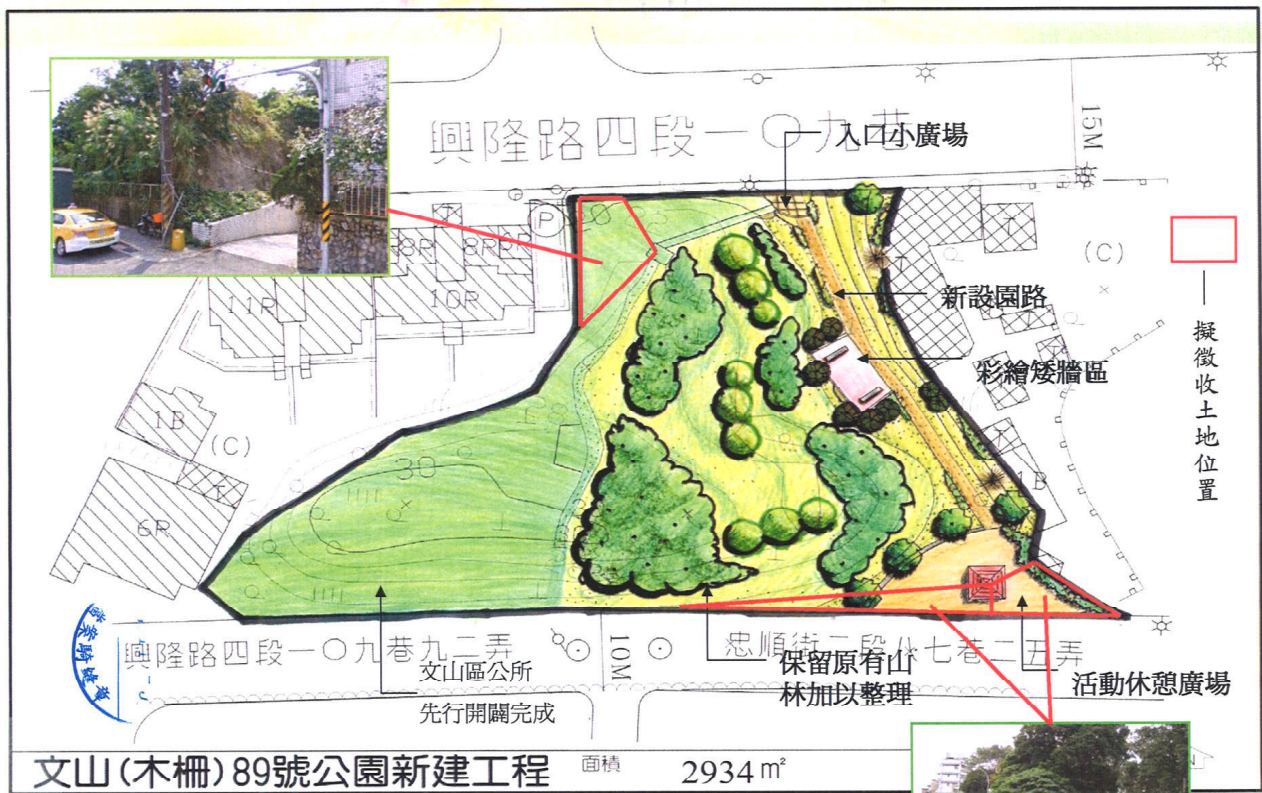 興隆路四段一〇九巷
入口小廣場
15M
P
8R
8R
6R
11R
10R
(C)
新設園路
彩繪矮牆區
擬徵收土地位置
1B
(C)
30
6R
1B
興隆路四段一〇九巷九二弄
10M
忠順街二段八七巷二五弄
文山區公所
先行開闢完成
保留原有山
林加以整理
活動休憩廣場
文山(木柵)89號公園新建工程
面積
2934㎡